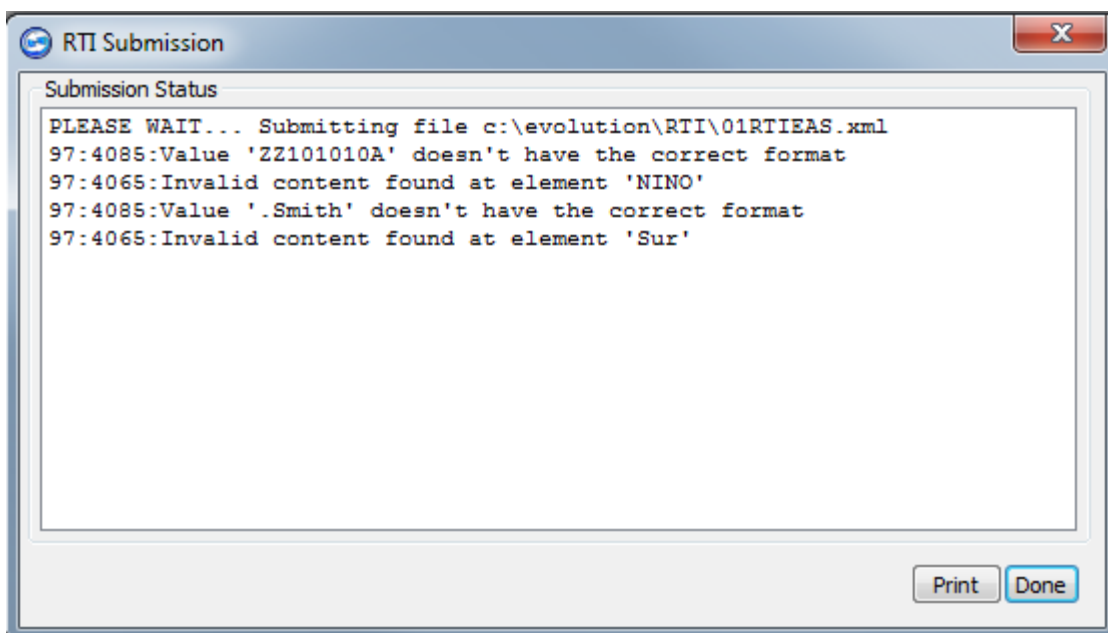 RTI Submission
Submission Status
PLEASE WAIT... Submitting file c:\evolution\RTI\01RTIEAS.xml
97:4085:Value 'ZZ101010A' doesn't have the correct format
97:4065:Invalid content found at element 'NINO'
97:4085:Value '.Smith' doesn't have the correct format
97:4065:Invalid content found at element 'Sur'
Print Done